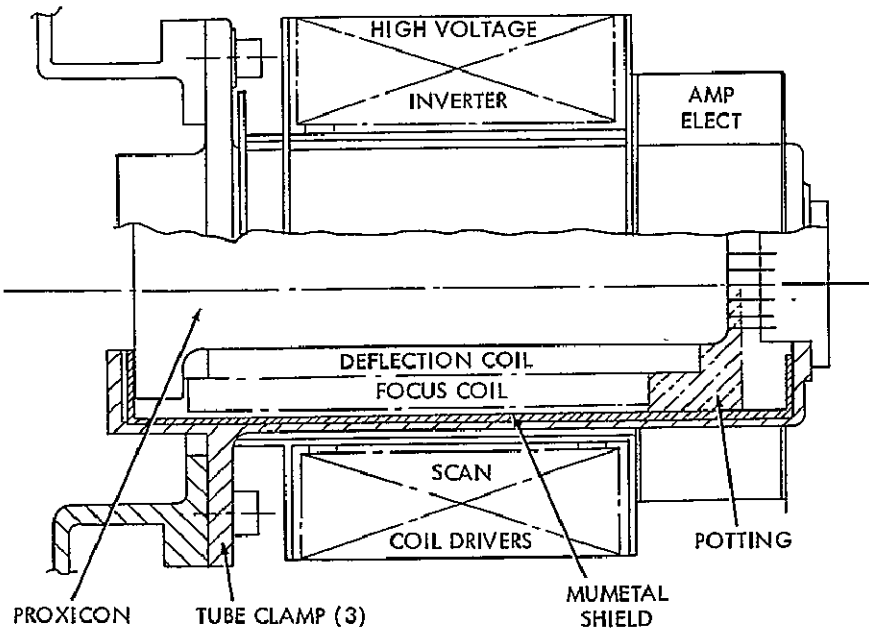 HIGH VOLTAGE
INVERTER
AMP
ELECT
DEFLECTION COIL
FOCUS COIL
SCAN
COIL DRIVERS
POTTING
MUMETAL
SHIELD
PROXICON
TUBE CLAMP (3)